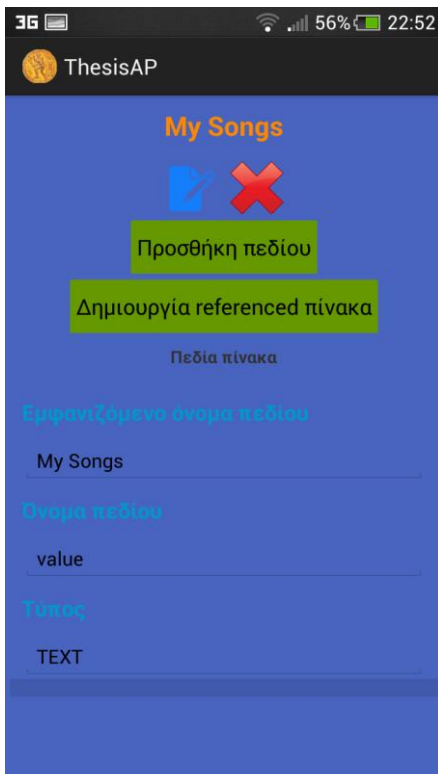 3G 56% 22:52
ThesisAP
My Songs
Προσθήκη πεδίου
Δημιουργία referenced πίνακα
Πεδία πίνακα
Εμφανιζόμενο όνομα πεδίου
My Songs
Όνομα πεδίου
value
Τύπος
TEXT